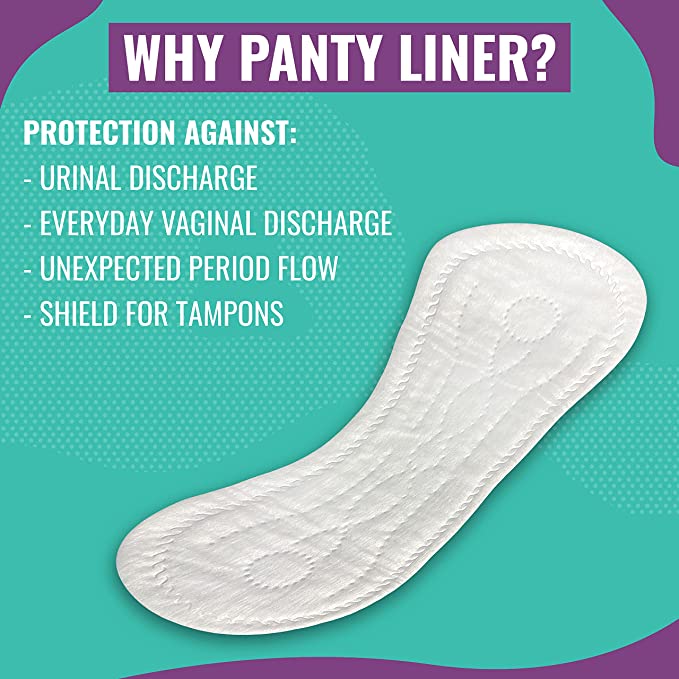 WHY PANTY LINER?
PROTECTION AGAINST:
- URINAL DISCHARGE
- EVERYDAY VAGINAL DISCHARGE
- UNEXPECTED PERIOD FLOW
- SHIELD FOR TAMPONS